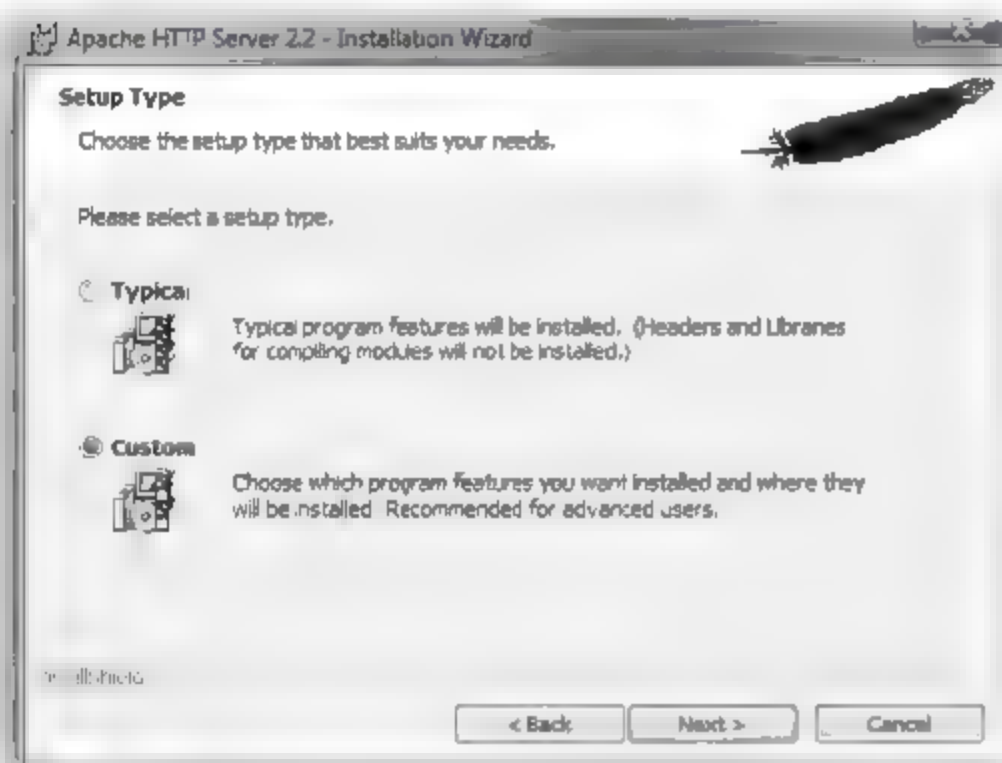 Apache HTTP Server 2.2 - Installation Wizard
Setup Type
Choose the setup type that best suits your needs.
Please select a setup type.
Typical
Typical program features will be installed. (Headers and Libraries
for compiling modules will not be installed.)
Custom
Choose which program features you want installed and where they
will be installed. Recommended for advanced users.
InstallShield
< Back
Next >
Cancel